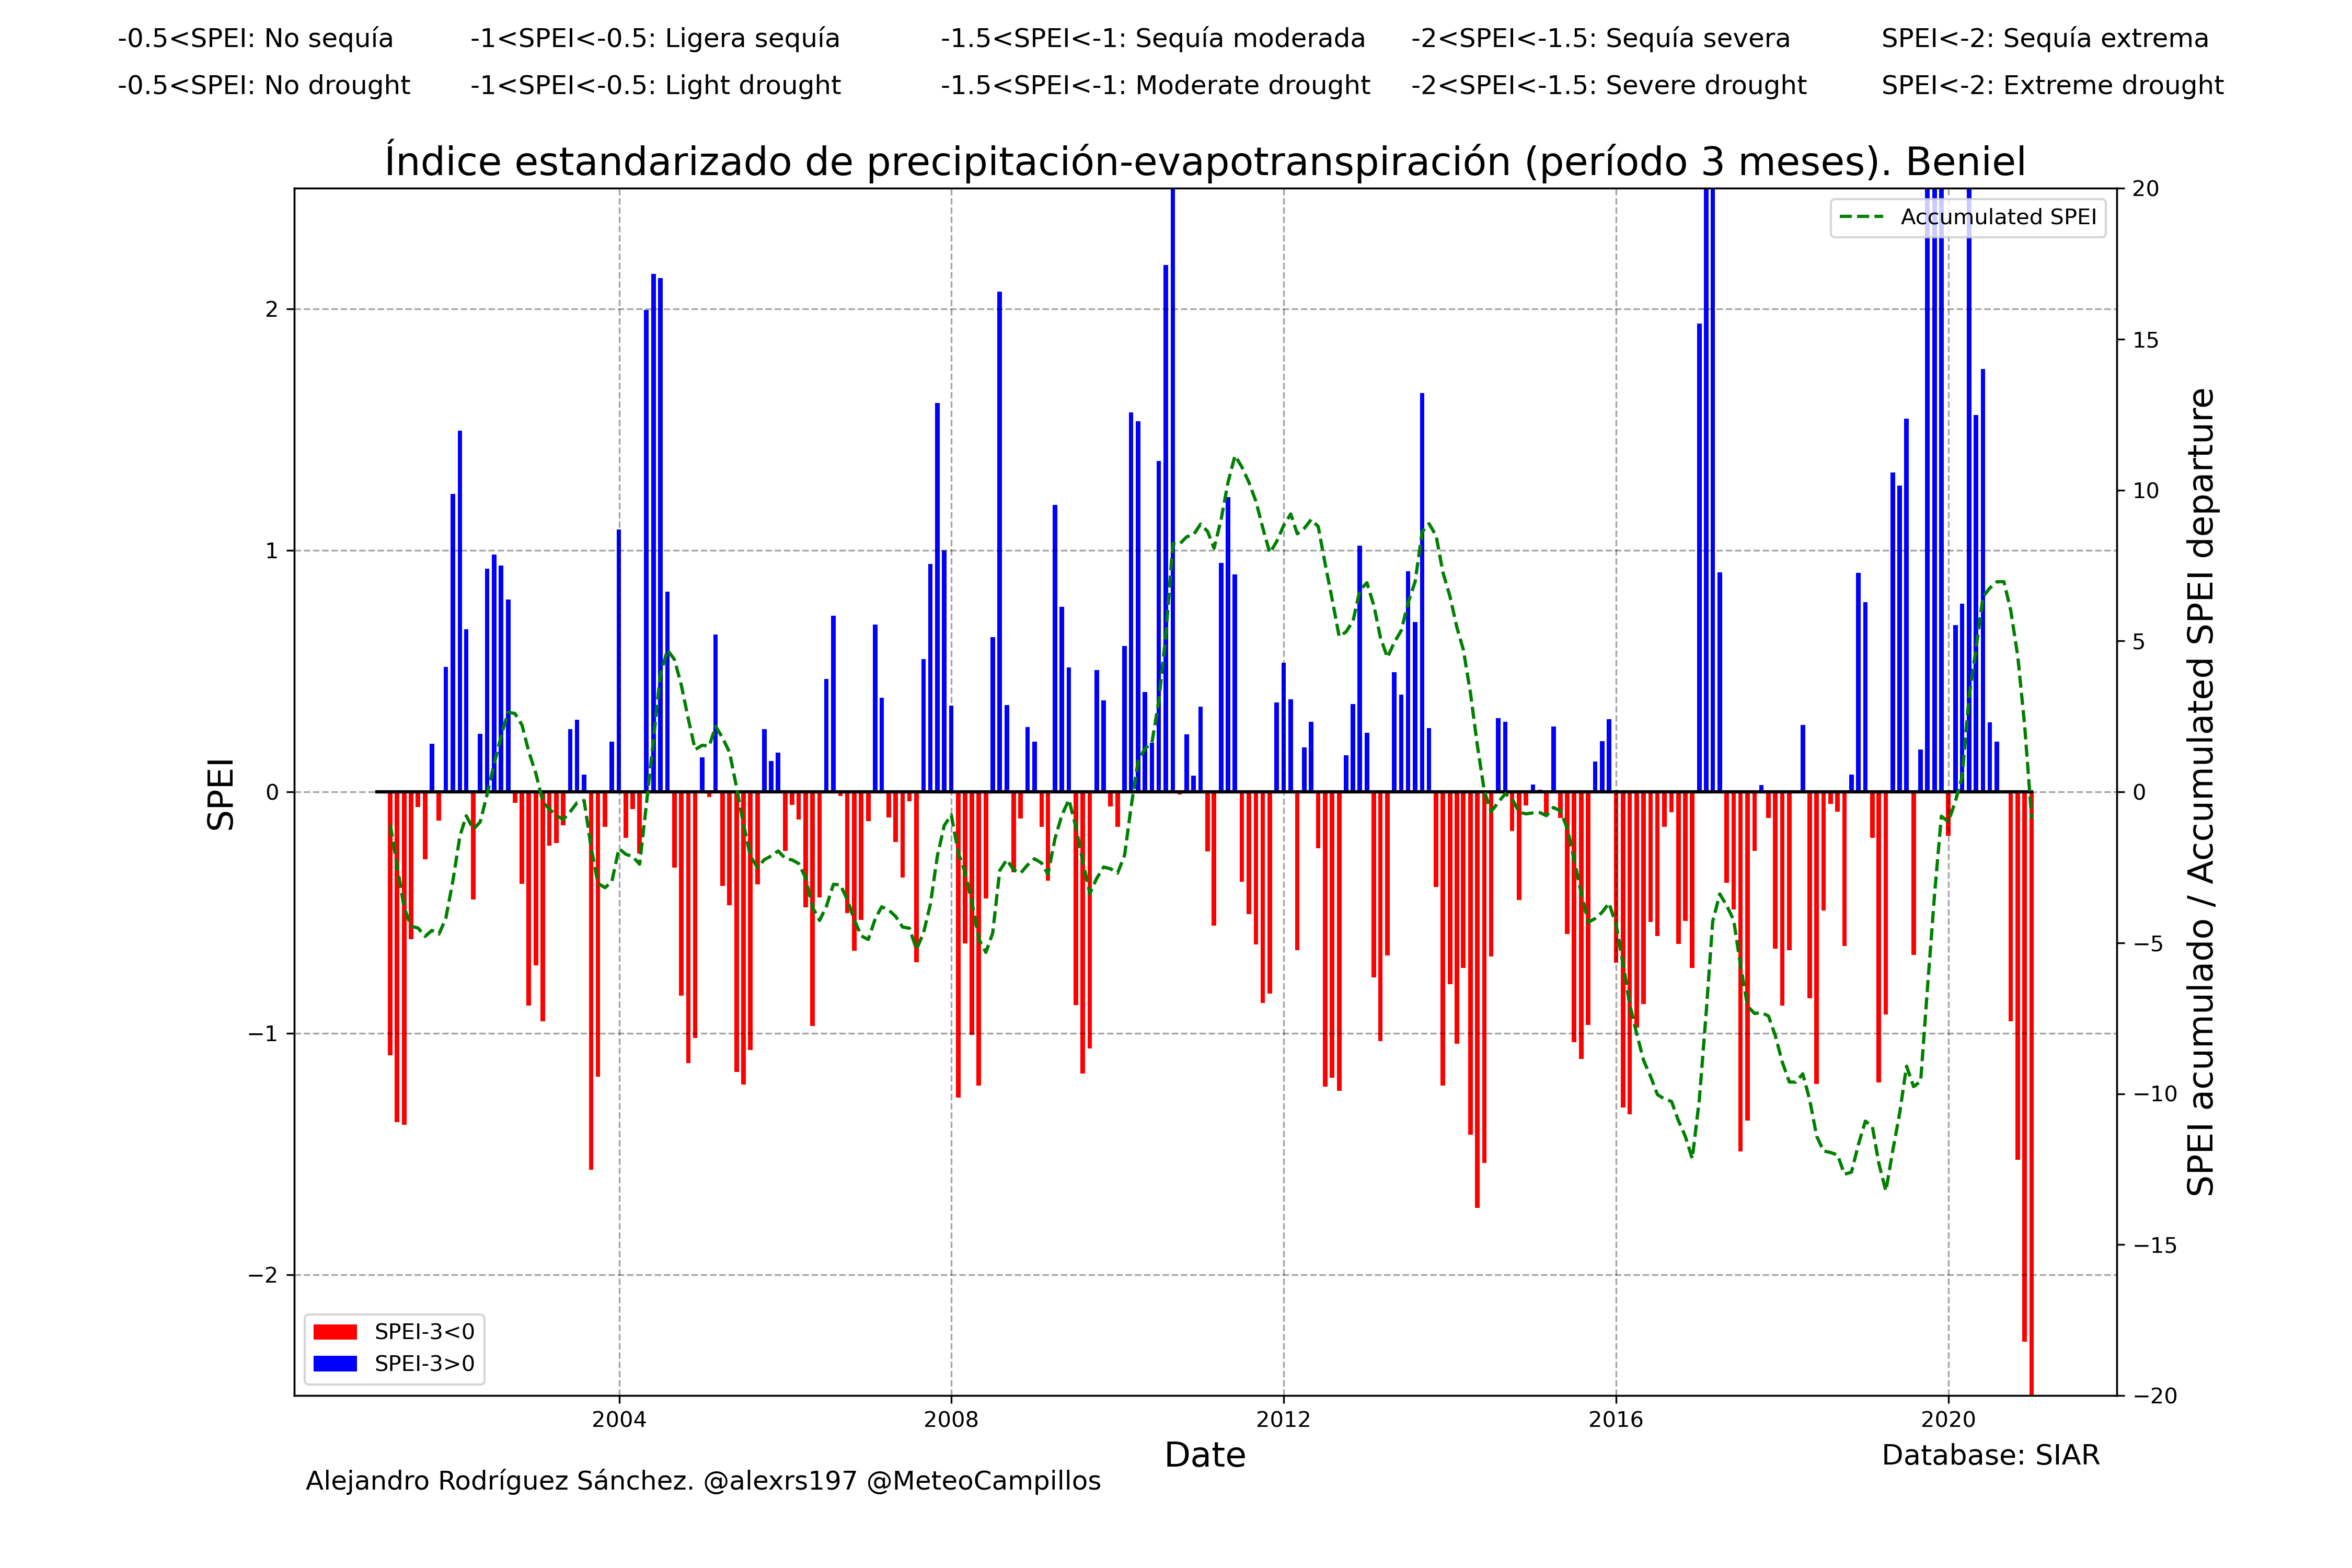 -0.5<SPEI: No sequía -1<SPEI<-0.5: Ligera sequía -1.5<SPEI<-1: Sequía moderada -2<SPEI<-1.5: Sequía severa SPEI<-2: Sequía extrema
-0.5<SPEI: No drought -1<SPEI<-0.5: Light drought -1.5<SPEI<-1: Moderate drought -2<SPEI<-1.5: Severe drought SPEI<-2: Extreme drought
Índice estandarizado de precipitación-evapotranspiración (período 3 meses). Beniel
Accumulated SPEI
SPEI
2
1
0
−1
−2
20
15
10
5
0
−5
−10
−15
−20
SPEI acumulado / Accumulated SPEI departure
SPEI-3<0
SPEI-3>0
2004 2008 2012 2016 2020
Date
Database: SIAR
Alejandro Rodríguez Sánchez. @alexrs197 @MeteoCampillos